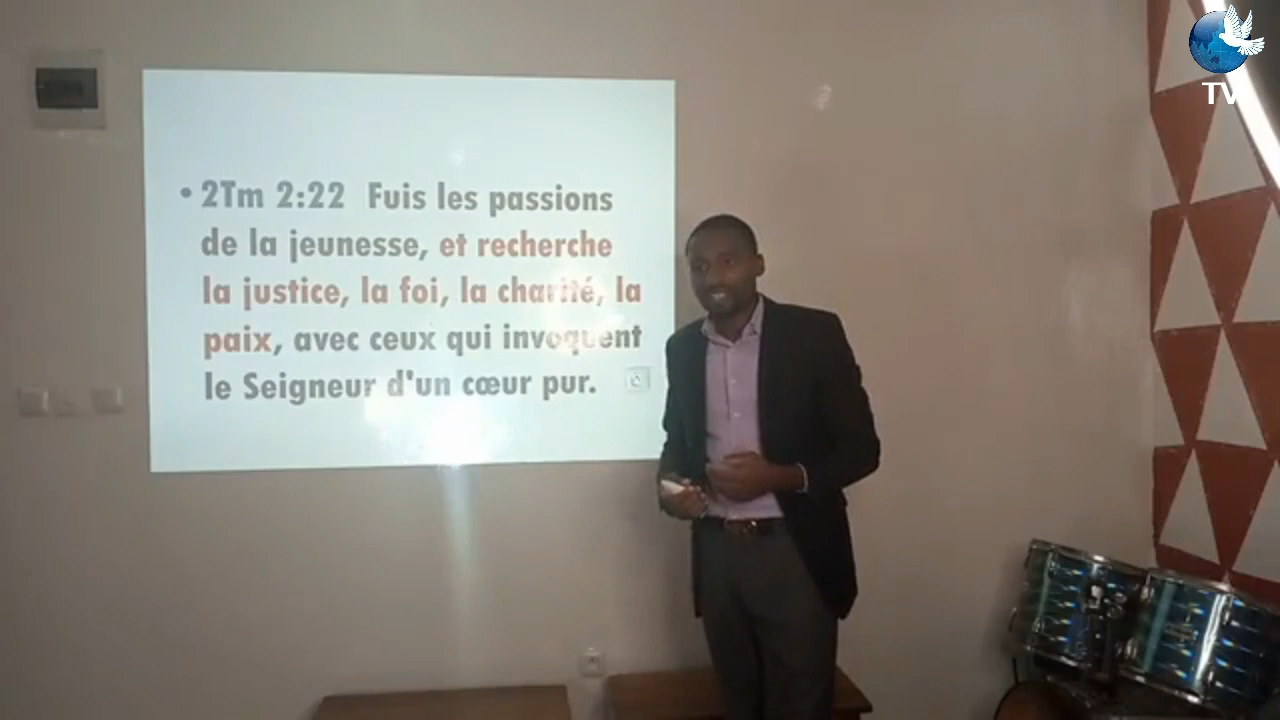 • 2Tm 2:22 Fuis les passions
de la jeunesse, et recherche
la justice, la foi, la charité, la
paix, avec ceux qui invoquent
le Seigneur d'un cœur pur.
TV